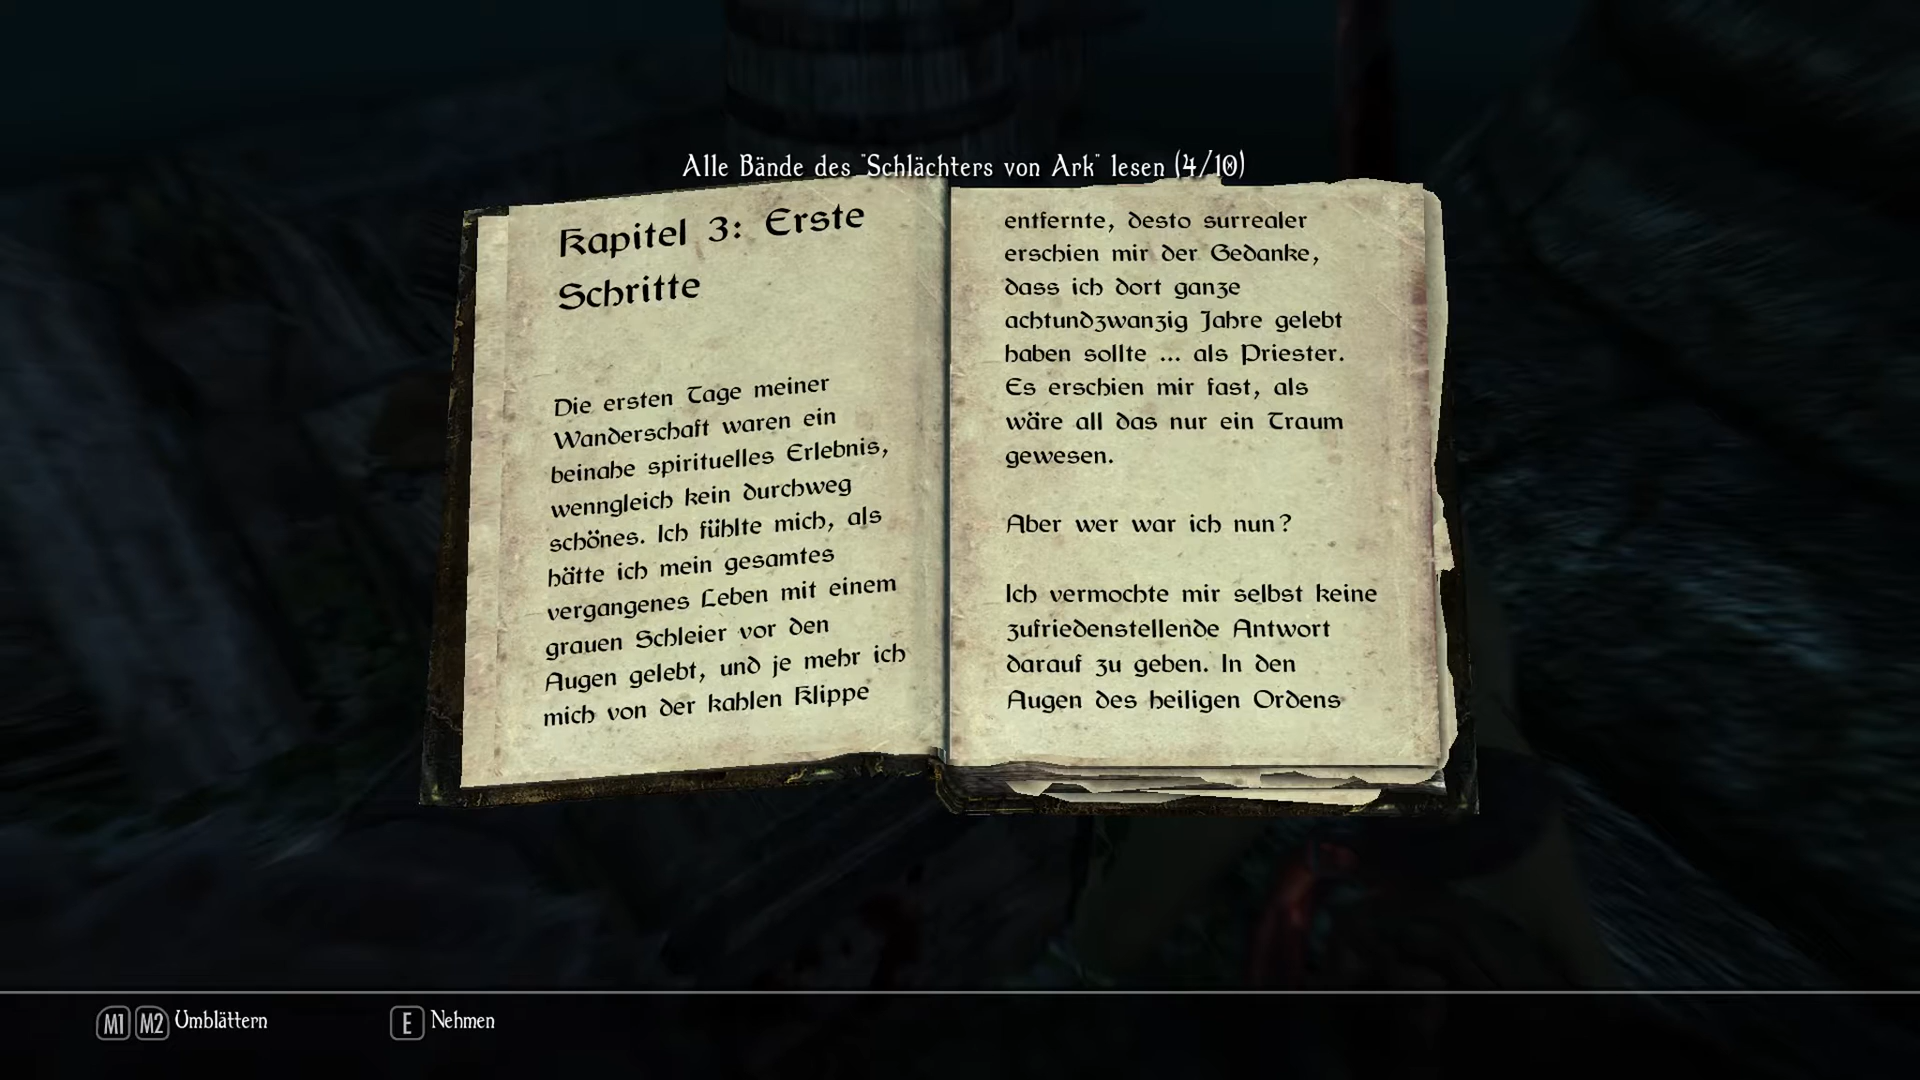 Alle Bände des "Schlächters von Ark" lesen (4/10)
Kapitel 3: Erste
Schritte
Die ersten Tage meiner
Wanderschaft waren ein
beinahe spirituelles Erlebnis,
wenngleich kein durchweg
schönes. Ich fühlte mich, als
hätte ich mein gesamtes
vergangenes Leben mit einem
grauen Schleier vor den
Augen gelebt, und je mehr ich
mich von der kahlen Klippe
entfernte, desto surrealer
erschien mir der Gedanke,
dass ich dort ganze
achtundzwanzig Jahre gelebt
haben sollte ... als Priester.
Es erschien mir fast, als
wäre all das nur ein Traum
gewesen.
Aber wer war ich nun?
Ich vermochte mir selbst keine
zufriedenstellende Antwort
darauf zu geben. In den
Augen des heiligen Ordens
M1 M2 Umblättern
E Nehmen